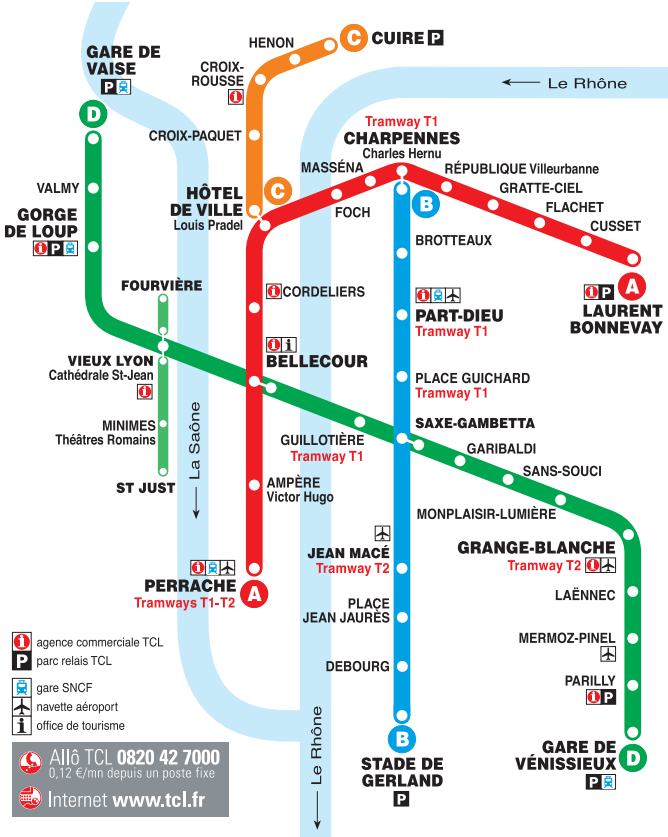 GARE DE
VAISE
P
D
VALMY
GORGE
DE LOUP
P
HENON
C
CUIRE P
CROIX-
ROUSSE
CROIX-PAQUET
HÔTEL
DE VILLE
Louis Pradel
C
Le Rhône
Tramway T1
CHARPENNES
Charles Hernu
MASSÉNA
FOCH
B
RÉPUBLIQUE Villeurbanne
GRATTE-CIEL
FLACHET
CUSSET
A
P
LAURENT
BONNEVAY
BROTTEAUX
FOURVIÈRE
CORDELIERS
PART-DIEU
Tramway T1
VIEUX LYON
Cathédrale St-Jean
i
BELLECOUR
PLACE GUICHARD
Tramway T1
MINIMES
Théâtres Romains
SAXE-GAMBETTA
GUILLOTIÈRE
Tramway T1
GARIBALDI
SANS-SOUCI
ST JUST
La Saône
AMPÈRE
Victor Hugo
MONPLAISIR-LUMIÈRE
JEAN MACÉ
Tramway T2
GRANGE-BLANCHE
Tramway T2
PERRACHE
Tramways T1-T2
A
PLACE
JEAN JAURÈS
LAËNNEC
MERMOZ-PINEL
DEBOURG
PARILLY
P
B
STADE DE
GERLAND
P
GARE DE
VÉNISSIEUX
D
P
Le Rhône
i agence commerciale TCL
P parc relais TCL
gare SNCF
navette aéroport
i office de tourisme
Allô TCL 0820 42 7000
0,12 €/mn depuis un poste fixe
Internet www.tcl.fr